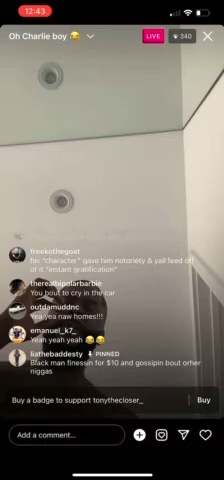 12:43
Oh Charlie boy 😂
LIVE
340
freekothegoat
his "character" gave him notoriety & yall feed off
of it "instant gratification"
therealbipolarbarbie
You bout to cry in the car
outdamuddnc
Yea yea naw homes!!!
emanuel_k7_
Yeah yeah yeah 😂😂
liathebaddesty PINNED
Black man finessin for $10 and gossipin bout orher
niggas
Buy a badge to support tonythecloser_
Buy
Add a comment...